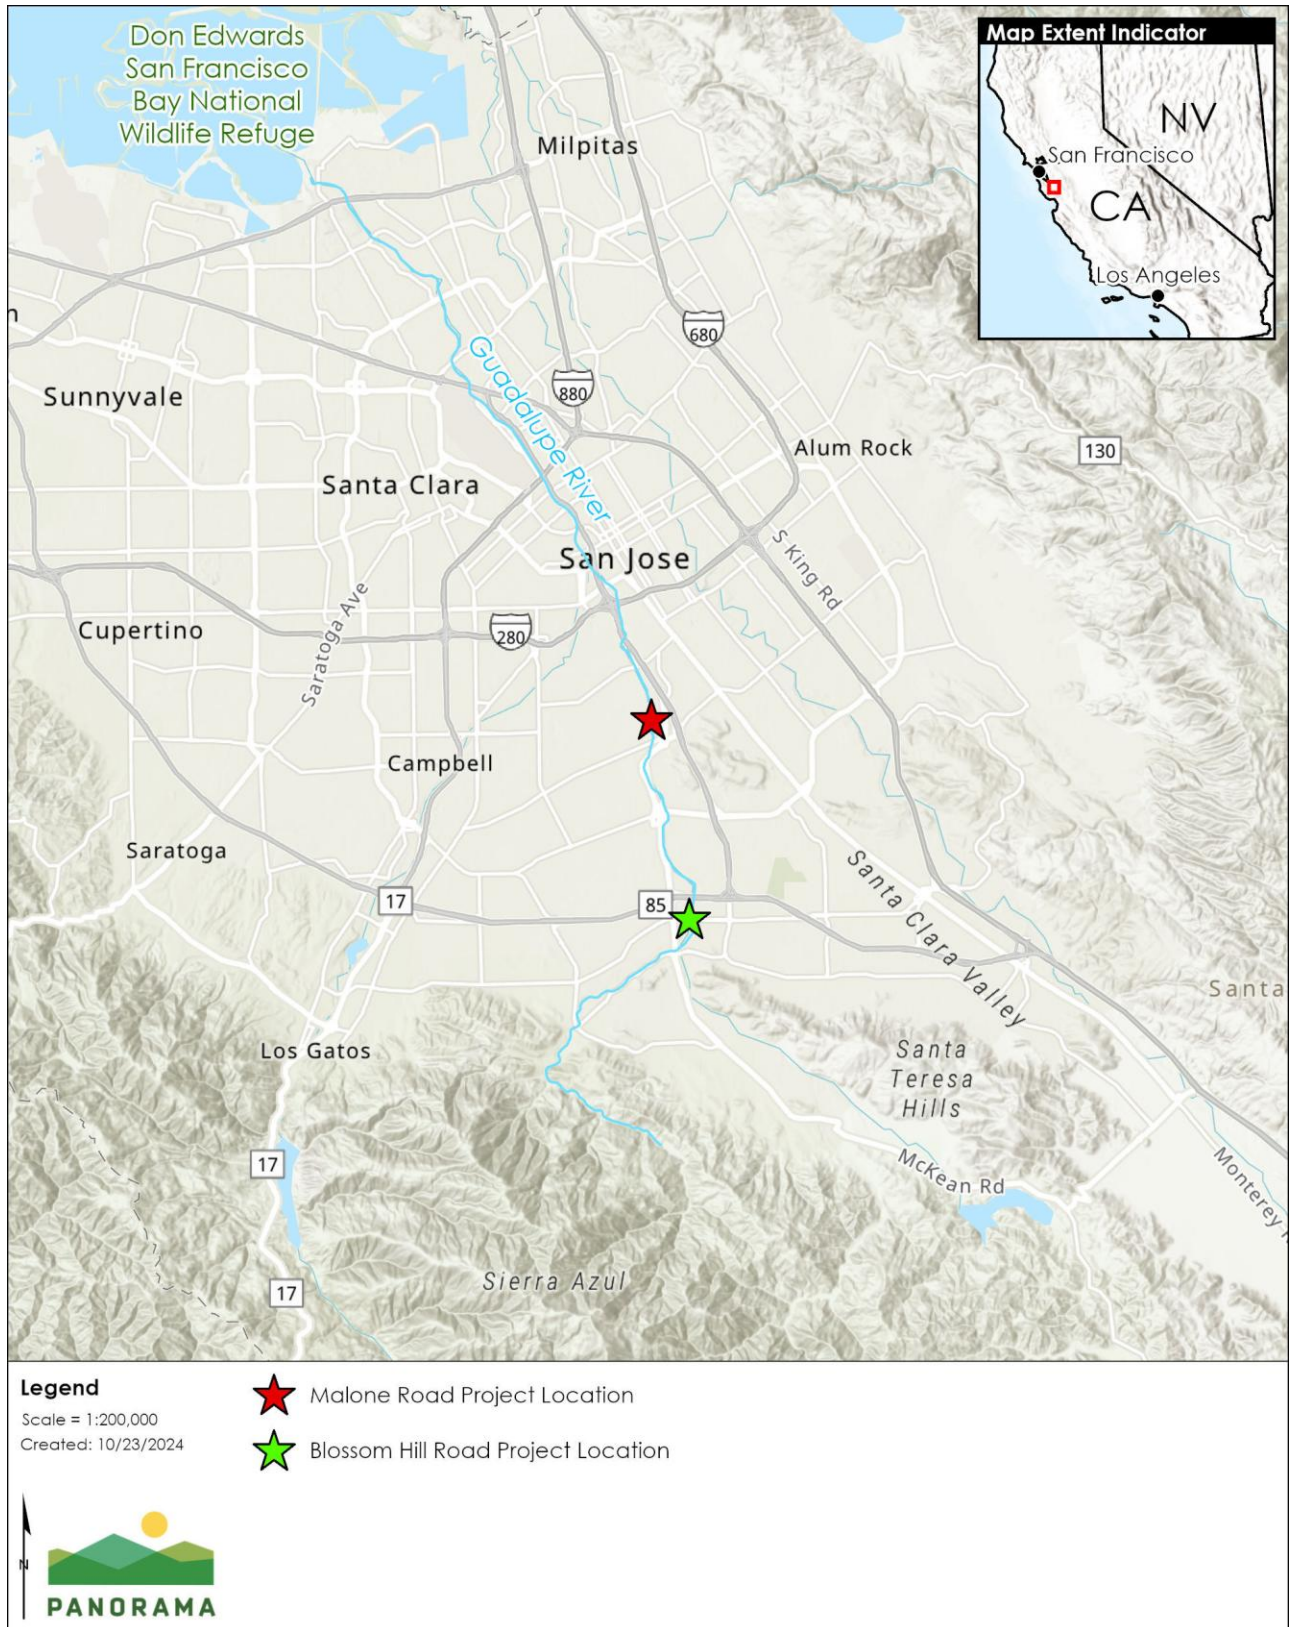 Don Edwards
San Francisco
Bay National
Wildlife Refuge
Map Extent Indicator
NV
San Francisco
CA
Los Angeles
Milpitas
680
Guadalupe River
880
Sunnyvale
Alum Rock
130
Santa Clara
San Jose
S King Rd
Saratoga Ave
Cupertino
280
Campbell
Saratoga
17
85
Santa Clara Valley
Santa
Los Gatos
Santa
Teresa
Hills
17
McKean Rd
Monterey
Sierra Azul
17
Legend
Scale = 1:200,000
Created: 10/23/2024
Malone Road Project Location
Blossom Hill Road Project Location
N
PANORAMA